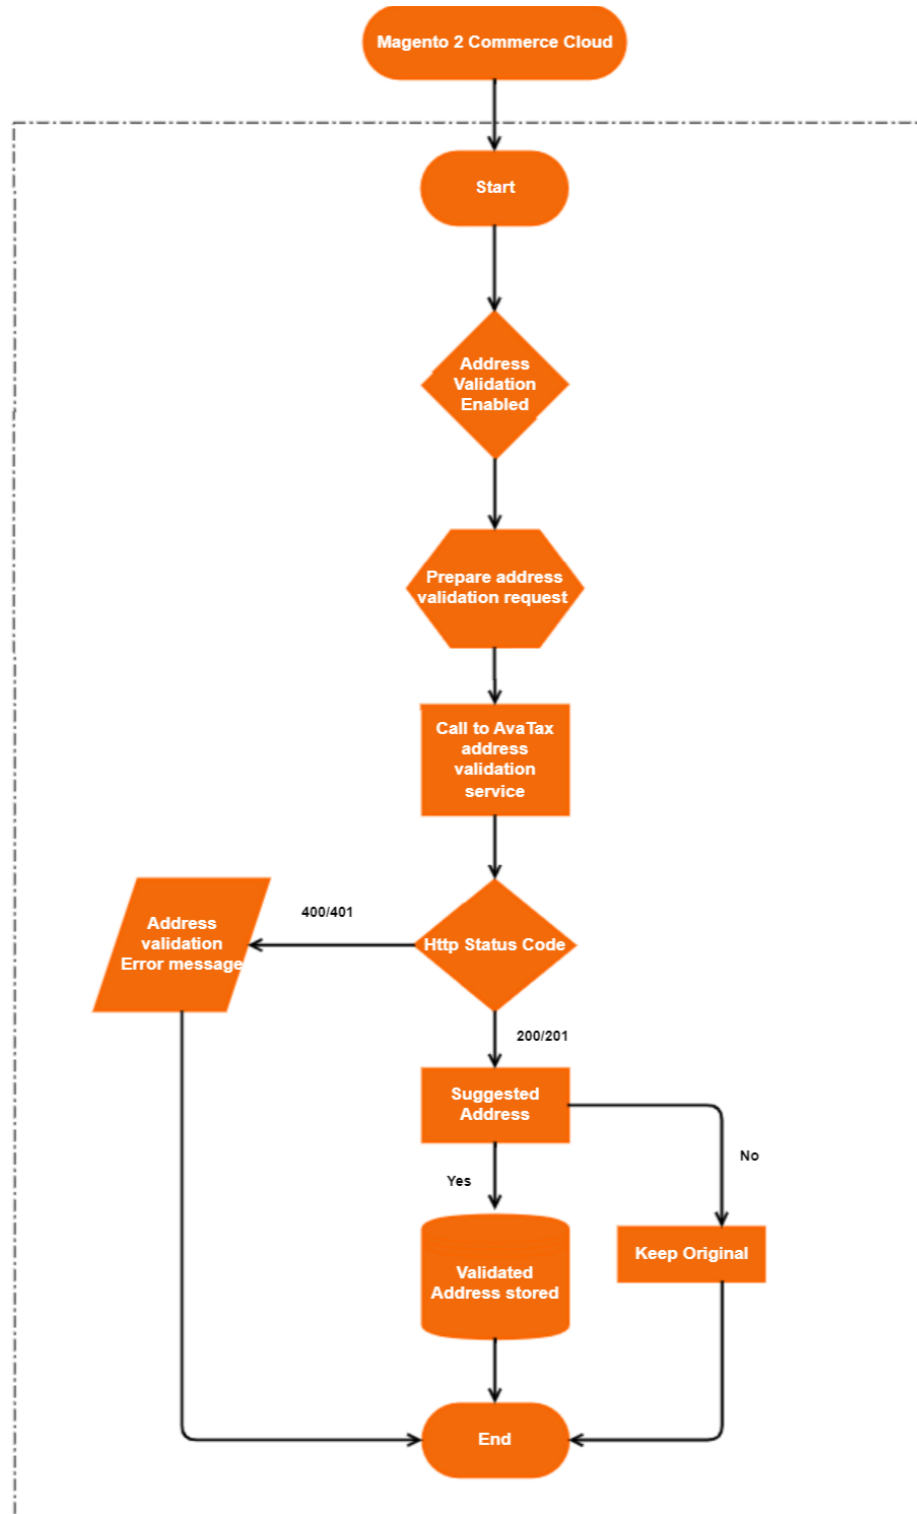 Magento 2 Commerce Cloud
Start
Address
Validation
Enabled
Prepare address
validation request
Call to AvaTax
address
validation
service
400/401
Address
validation
Error message
Http Status Code
200/201
Suggested
Address
No
Yes
Keep Original
Validated
Address stored
End